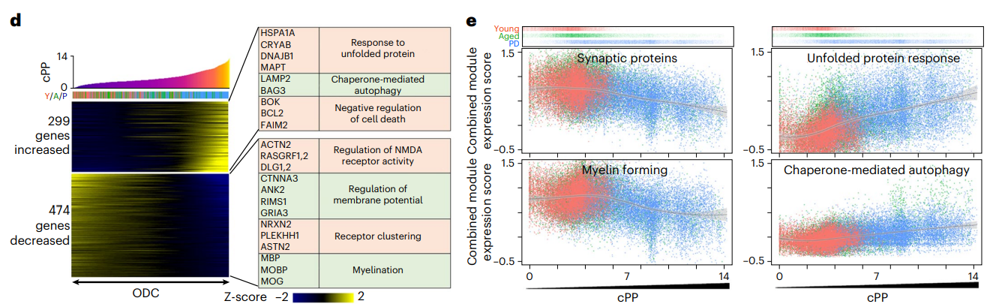 d
cPP
14
0
Y/A/P
299
genes
increased
474
genes
decreased
ODC
Z-score −2
2
HSPA1A
CRYAB
DNAJB1
MAPT
Response to
unfolded protein
LAMP2
BAG3
Chaperone-mediated
autophagy
BOK
BCL2
FAIM2
Negative regulation
of cell death
ACTN2
RASGRF1,2
DLG1,2
Regulation of NMDA
receptor activity
CTNNA3
ANK2
RIMS1
GRIA3
Regulation of
membrane potential
NRXN2
PLEKHH1
ASTN2
Receptor clustering
MBP
MOBP
MOG
Myelination
e
Young
Aged
PD
Combined module
expression score
1.5
−0.5
Synaptic proteins
1.5
−0.5
Unfolded protein response
Combined module
expression score
1.5
−0.5
Myelin forming
1.5
−0.5
Chaperone-mediated autophagy
0
7
14
cPP
0
7
14
cPP